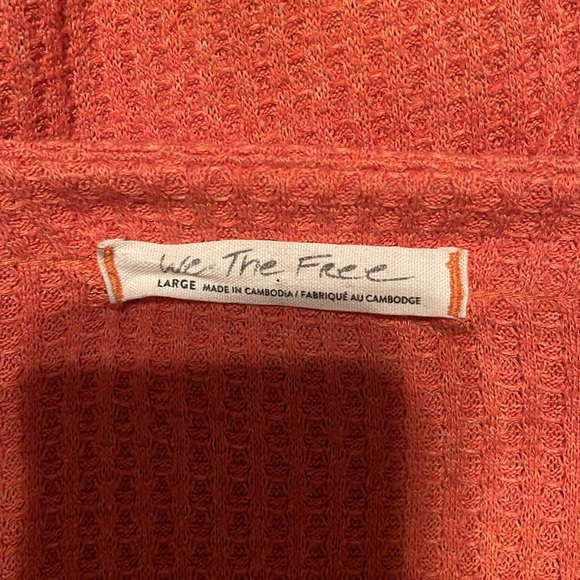 We The Free
LARGE MADE IN CAMBODIA / FABRIQUÉ AU CAMBODGE